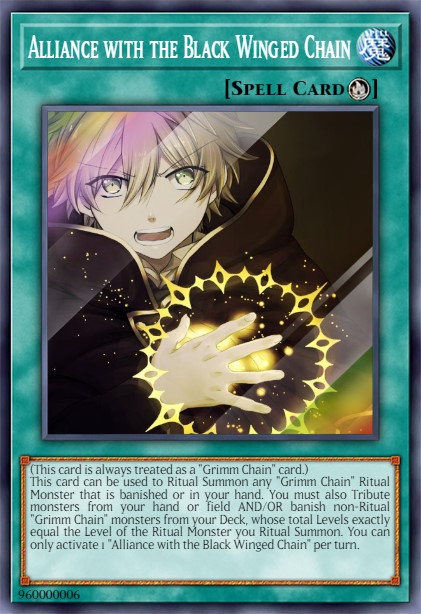 Alliance with the Black Winged Chain
魔
[Spell Card]
(This card is always treated as a "Grimm Chain" card.)
This card can be used to Ritual Summon any "Grimm Chain" Ritual
Monster that is banished or in your hand. You must also Tribute
monsters from your hand or field AND/OR banish non-Ritual
"Grimm Chain" monsters from your Deck, whose total Levels exactly
equal the Level of the Ritual Monster you Ritual Summon. You can
only activate 1 "Alliance with the Black Winged Chain" per turn.
960000006